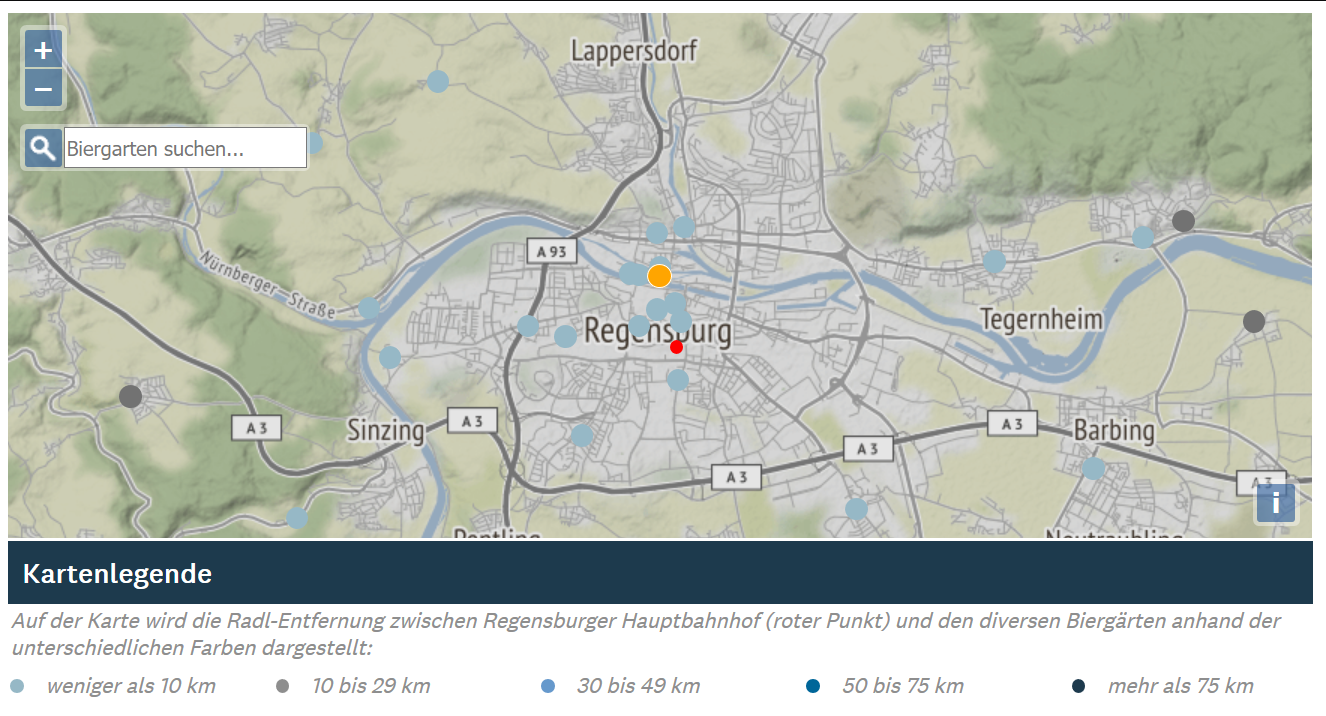 Lappersdorf
+
−
Biergarten suchen...
A 93
Nürnberger-Straße
Regensburg
Tegernheim
A 3
Sinzing
A 3
A 3
A 3
A 3
Barbing
A 3
i
Pentling
Neutraubling
Kartenlegende
Auf der Karte wird die Radl-Entfernung zwischen Regensburger Hauptbahnhof (roter Punkt) und den diversen Biergärten anhand der
unterschiedlichen Farben dargestellt:
weniger als 10 km
10 bis 29 km
30 bis 49 km
50 bis 75 km
mehr als 75 km